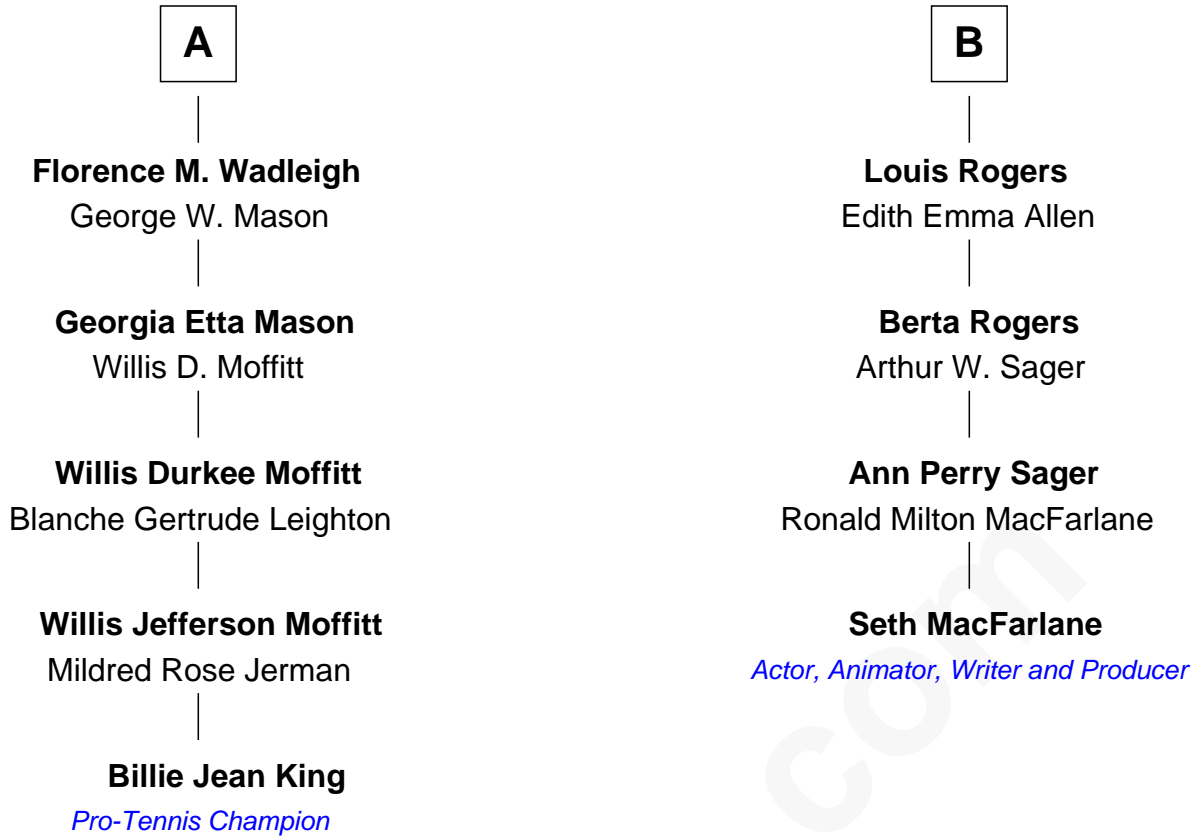 A
Florence M. Wadleigh
George W. Mason
Georgia Etta Mason
Willis D. Moffitt
Willis Durkee Moffitt
Blanche Gertrude Leighton
Willis Jefferson Moffitt
Mildred Rose Jerman
Billie Jean King
Pro-Tennis Champion
B
Louis Rogers
Edith Emma Allen
Berta Rogers
Arthur W. Sager
Ann Perry Sager
Ronald Milton MacFarlane
Seth MacFarlane
Actor, Animator, Writer and Producer
com